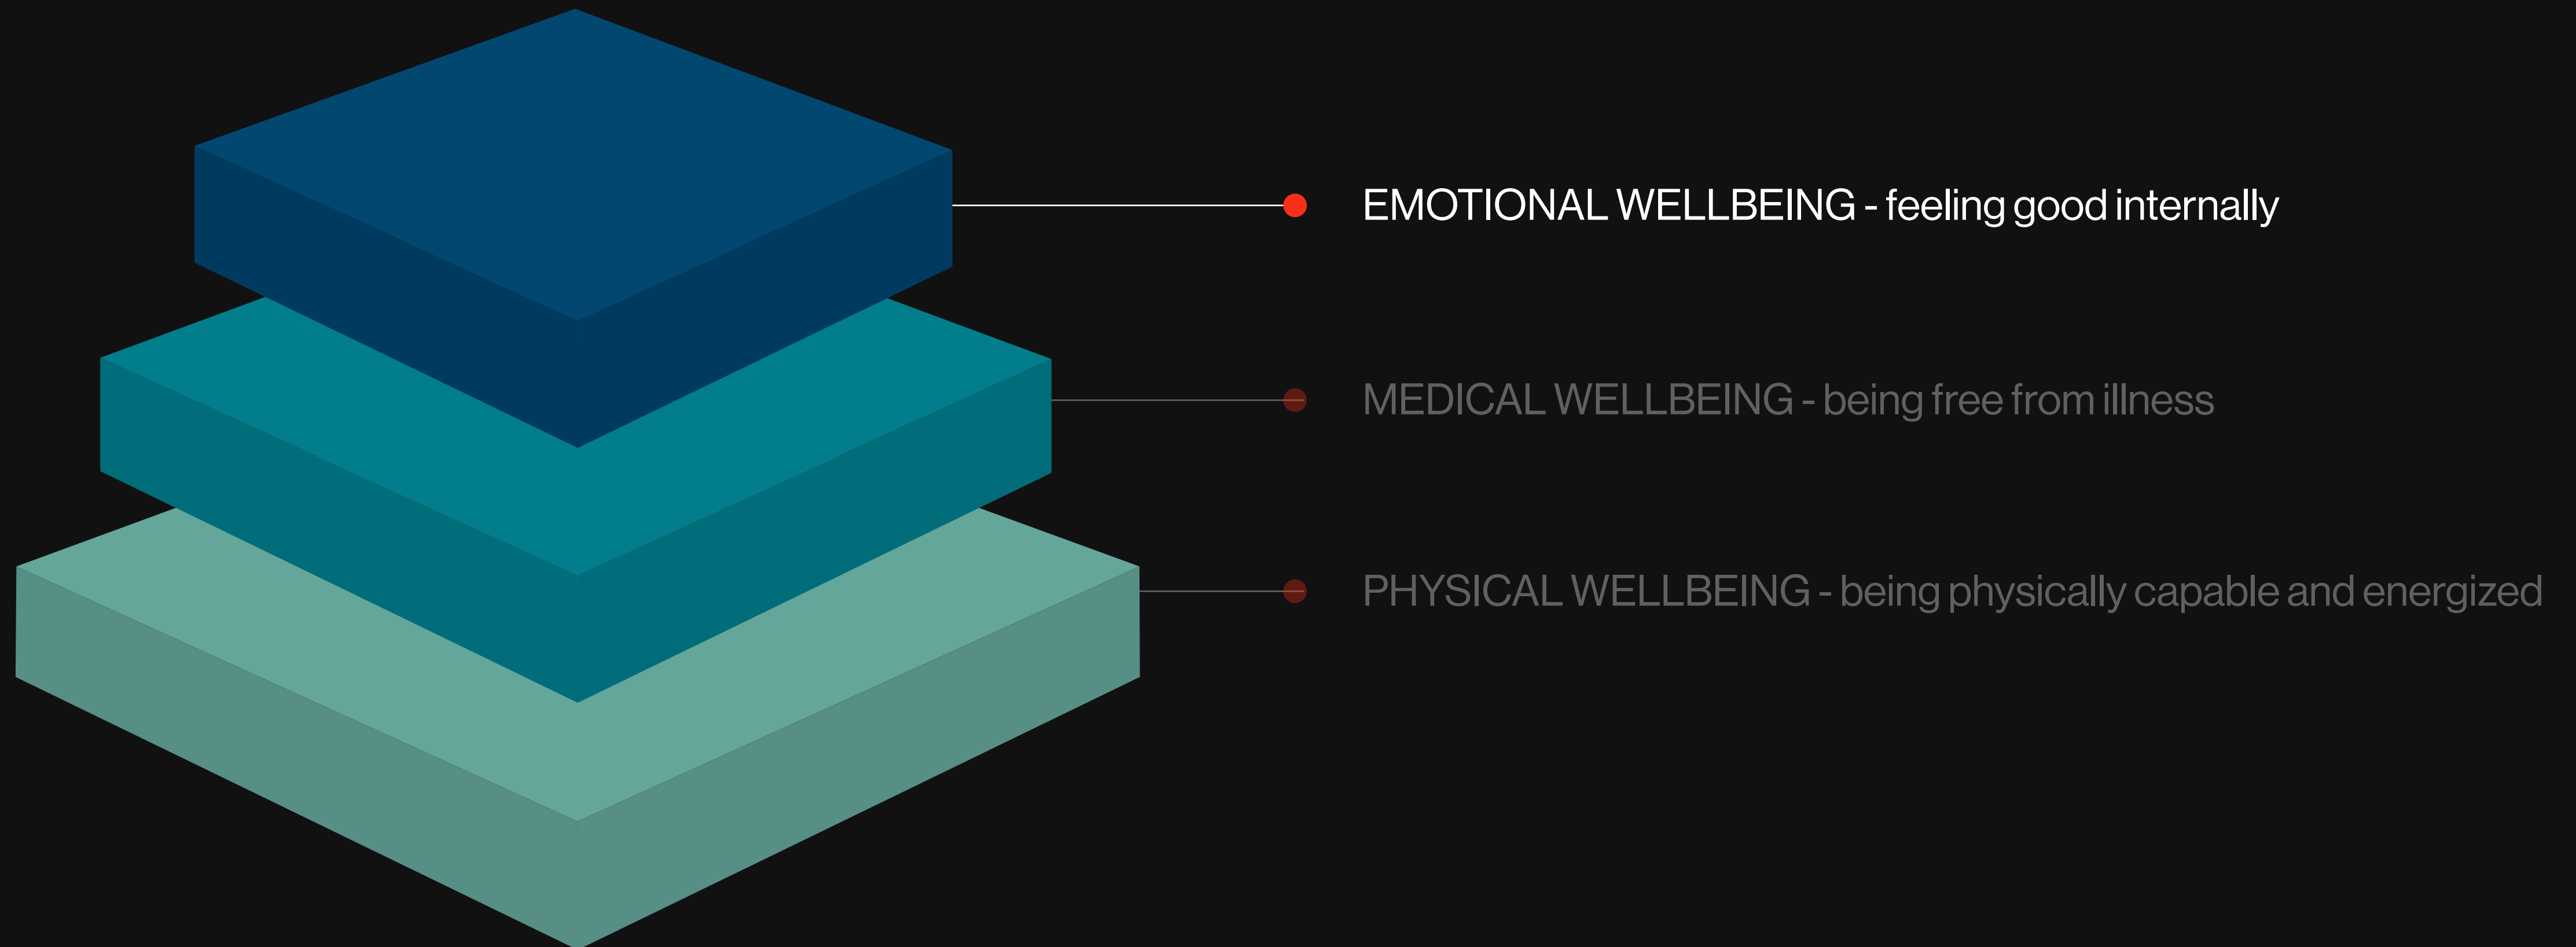 EMOTIONAL WELLBEING - feeling good internally
MEDICAL WELLBEING - being free from illness
PHYSICAL WELLBEING - being physically capable and energized